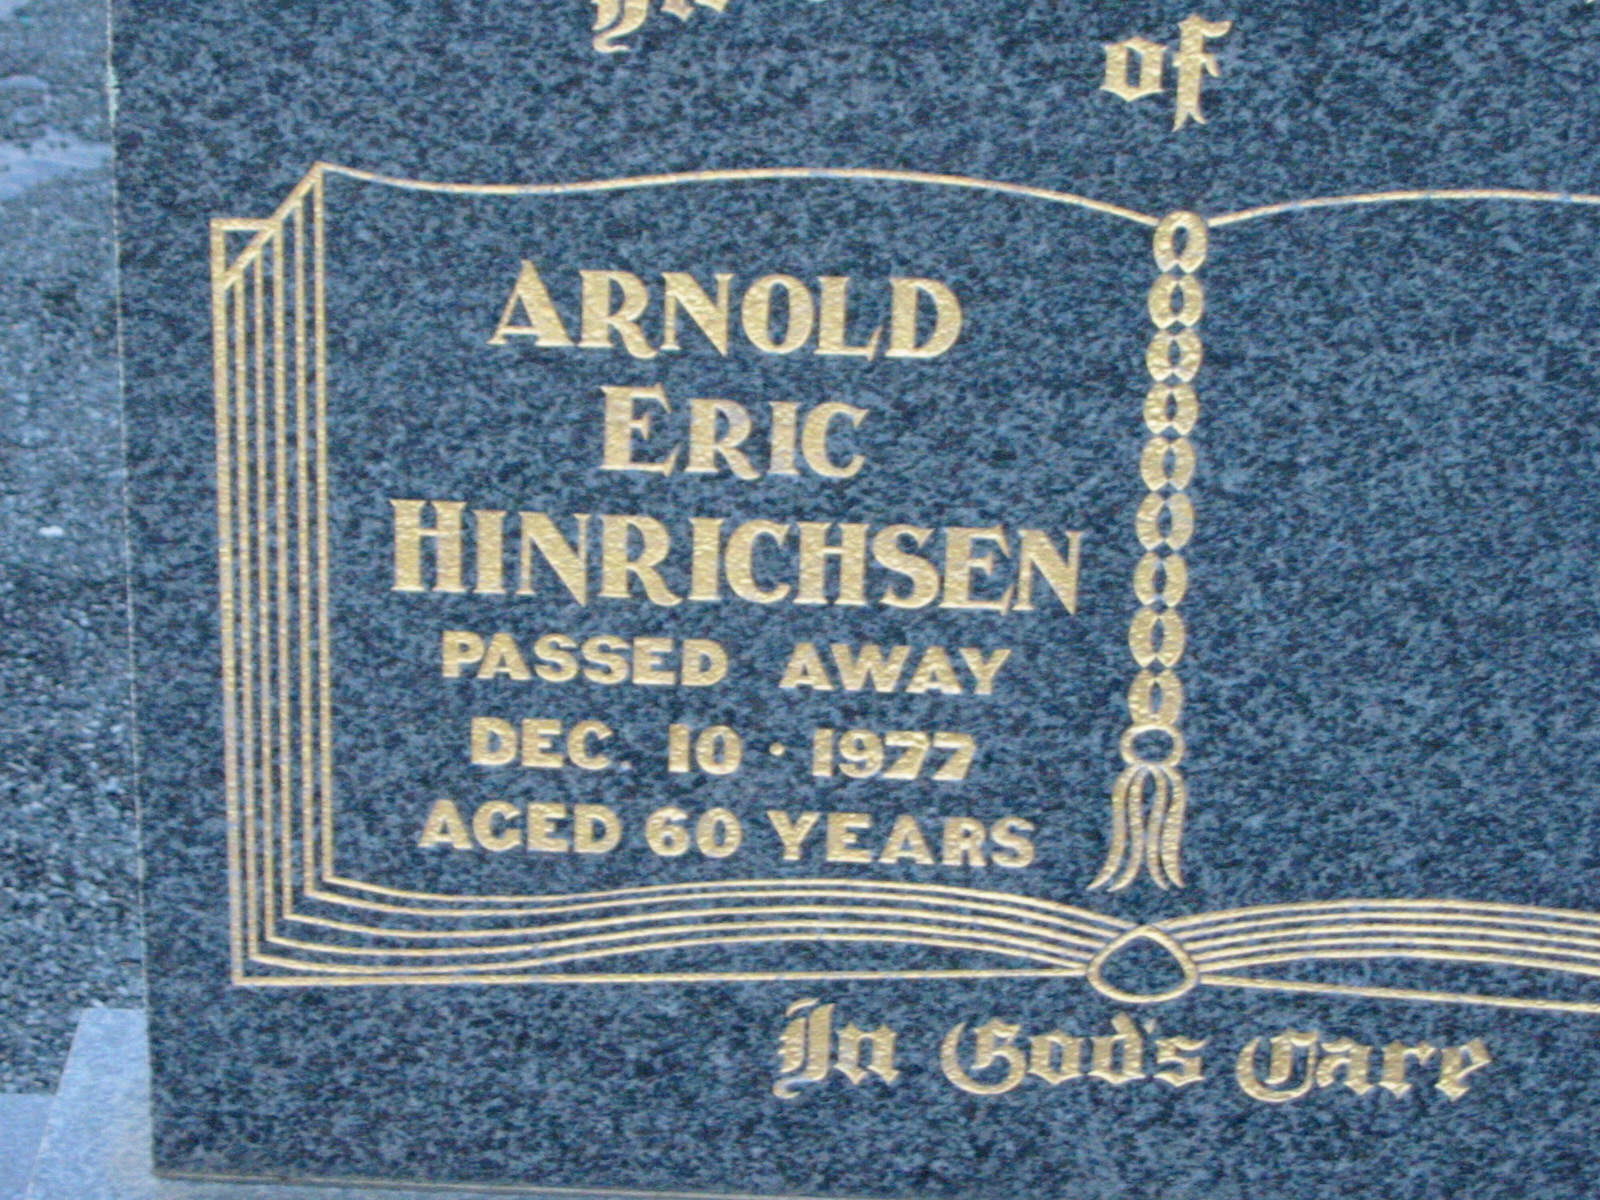 of
ARNOLD
ERIC
HINRICHSEN
PASSED AWAY
DEC. 10 · 1977
AGED 60 YEARS
In God's Care